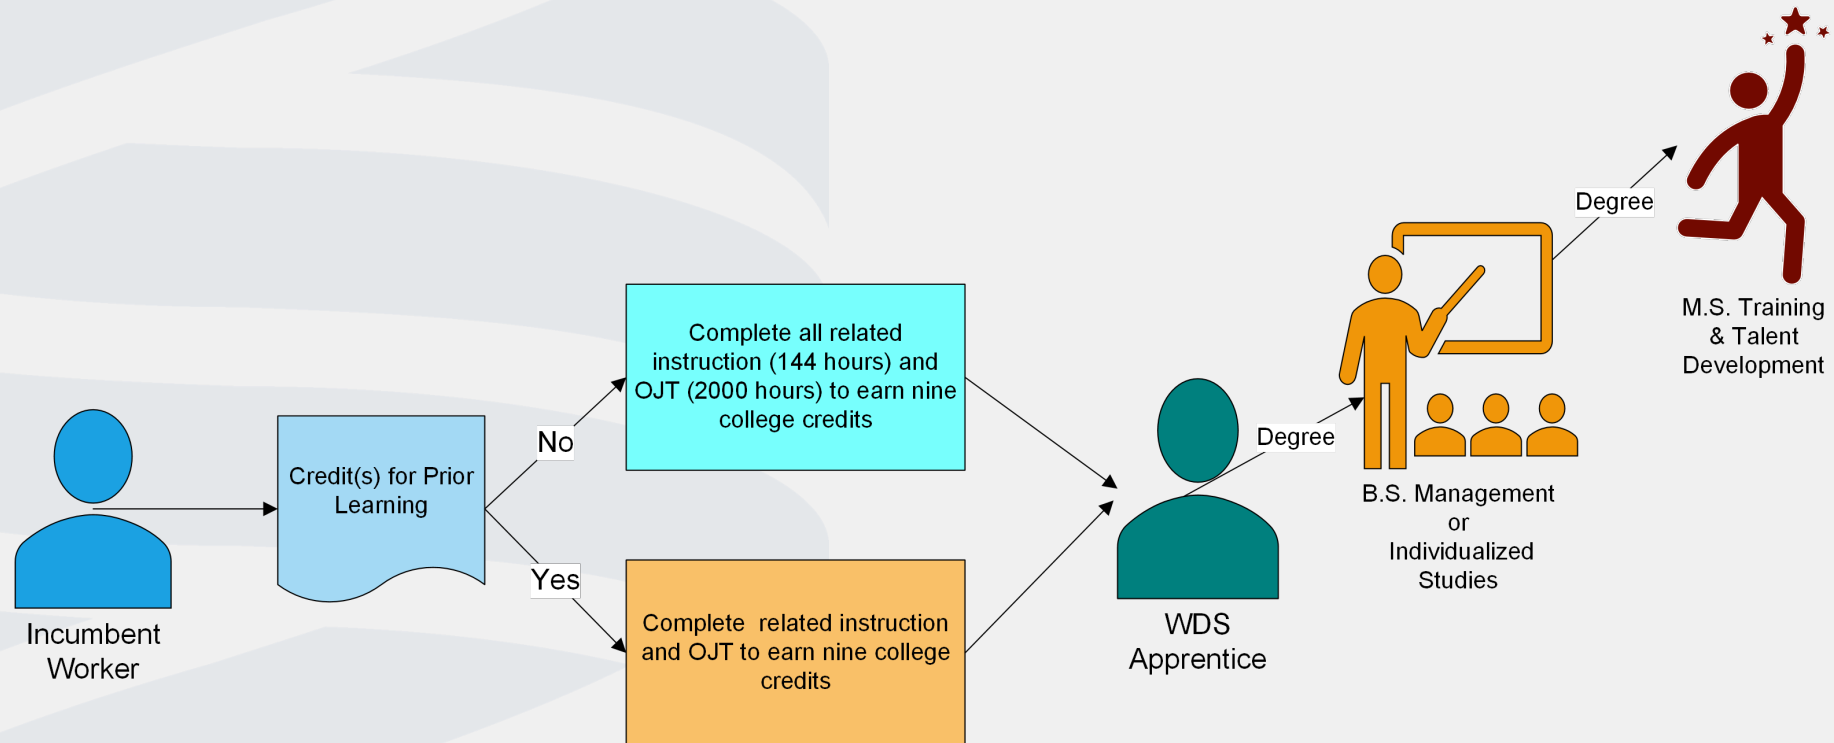 Incumbent
Worker
Credit(s) for Prior
Learning
No
Yes
Complete all related
instruction (144 hours) and
OJT (2000 hours) to earn nine
college credits
Complete  related instruction
and OJT to earn nine college
credits
WDS
Apprentice
Degree
B.S. Management
or
Individualized
Studies
Degree
M.S. Training
& Talent
Development